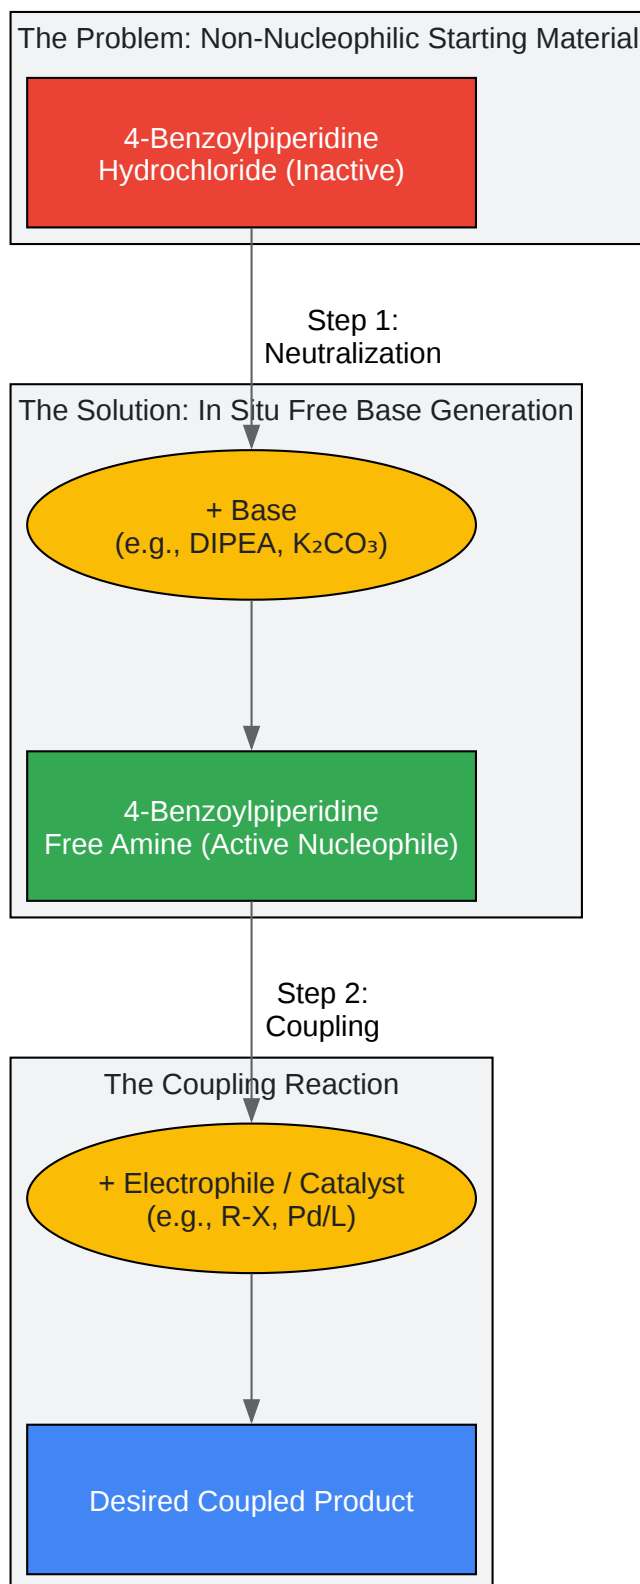 The Problem: Non-Nucleophilic Starting Material
4-Benzoylpiperidine
Hydrochloride (Inactive)
Step 1:
Neutralization
The Solution: In Situ Free Base Generation
+ Base
(e.g., DIPEA, K₂CO₃)
4-Benzoylpiperidine
Free Amine (Active Nucleophile)
Step 2:
Coupling
The Coupling Reaction
+ Electrophile / Catalyst
(e.g., R-X, Pd/L)
Desired Coupled Product